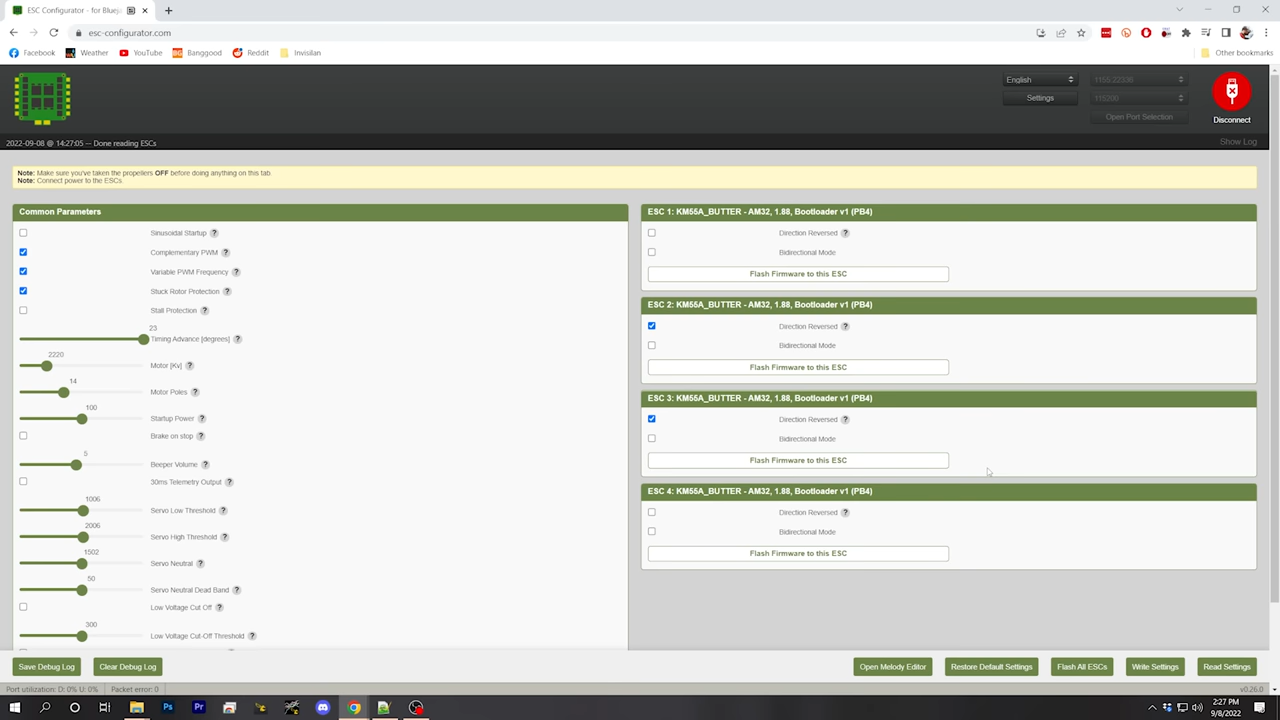 ESC Configurator - for Bluejay
esc-configurator.com
Facebook
Weather
YouTube
Banggood
Reddit
Invisilan
Other bookmarks
English
1155:22336
Settings
115200
Open Port Selection
Disconnect
2022-09-08 @ 14:27:05 -- Done reading ESCs
Show Log
Note: Make sure you've taken the propellers OFF before doing anything on this tab.
Note: Connect power to the ESCs.
Common Parameters
Sinusoidal Startup ?
Complementary PWM ?
Variable PWM Frequency ?
Stuck Rotor Protection ?
Stall Protection ?
23
Timing Advance [degrees] ?
2220
Motor [Kv] ?
14
Motor Poles ?
100
Startup Power ?
Brake on stop ?
5
Beeper Volume ?
30ms Telemetry Output ?
1006
Servo Low Threshold ?
2006
Servo High Threshold ?
1502
Servo Neutral ?
50
Servo Neutral Dead Band ?
Low Voltage Cut Off ?
300
Low Voltage Cut-Off Threshold ?
ESC 1: KM55A_BUTTER - AM32, 1.88, Bootloader v1 (PB4)
Direction Reversed ?
Bidirectional Mode
Flash Firmware to this ESC
ESC 2: KM55A_BUTTER - AM32, 1.88, Bootloader v1 (PB4)
Direction Reversed ?
Bidirectional Mode
Flash Firmware to this ESC
ESC 3: KM55A_BUTTER - AM32, 1.88, Bootloader v1 (PB4)
Direction Reversed ?
Bidirectional Mode
Flash Firmware to this ESC
ESC 4: KM55A_BUTTER - AM32, 1.88, Bootloader v1 (PB4)
Direction Reversed ?
Bidirectional Mode
Flash Firmware to this ESC
Save Debug Log
Clear Debug Log
Open Melody Editor
Restore Default Settings
Flash All ESCs
Write Settings
Read Settings
Port utilization: D: 0% U: 0%
Packet error: 0
v0.26.0
2:27 PM
9/8/2022